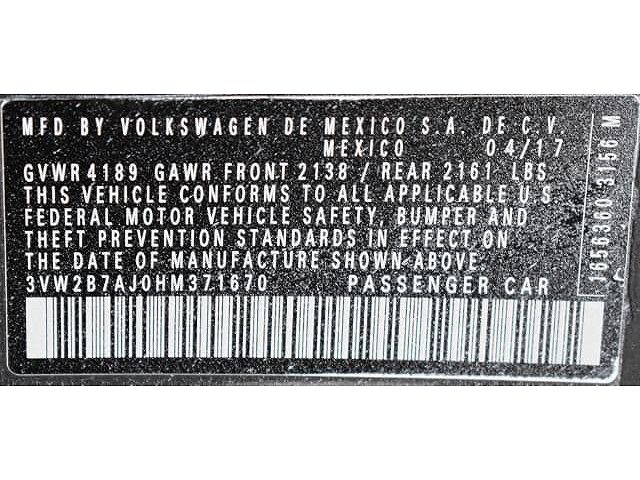 MFD. BY VOLKSWAGEN DE MEXICO S.A. DE C.V.
MEXICO 04/17
GVWR 4189 GAWR FRONT 2138 / REAR 2161 LBS.
THIS VEHICLE CONFORMS TO ALL APPLICABLE U.S.
FEDERAL MOTOR VEHICLE SAFETY, BUMPER AND
THEFT PREVENTION STANDARDS IN EFFECT ON
THE DATE OF MANUFACTURE SHOWN ABOVE.
3VW2B7AJ0HM371670 PASSENGER CAR
1656360 3156 M